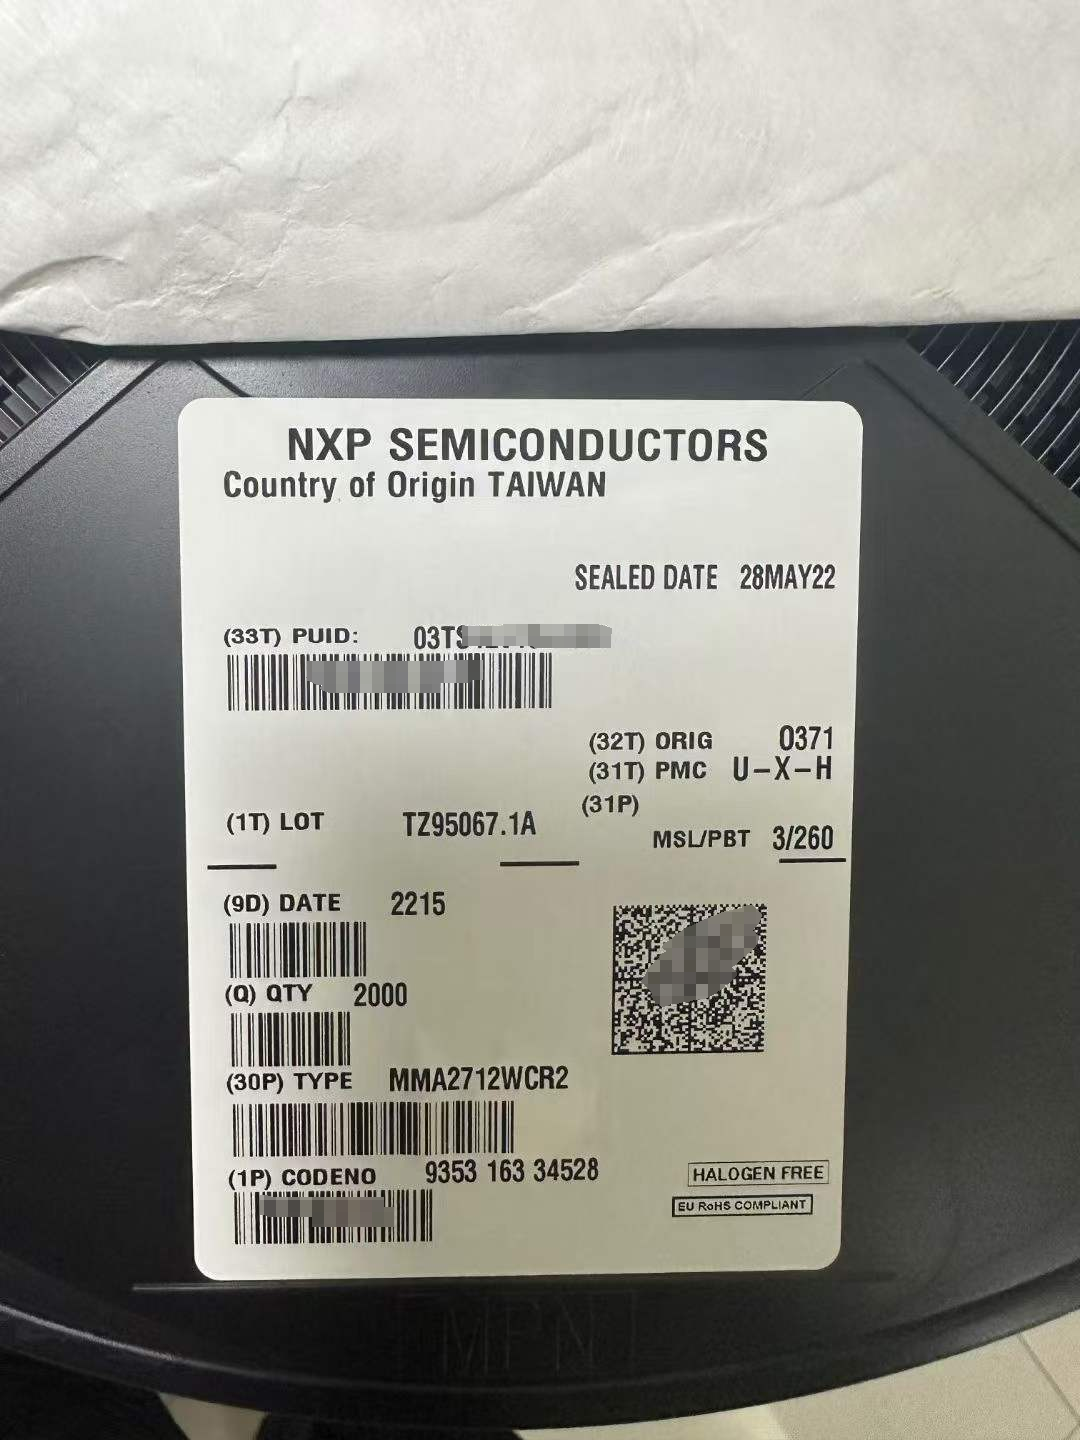 NXP SEMICONDUCTORS
Country of Origin TAIWAN
SEALED DATE 28MAY22
(33T) PUID:
(32T) ORIG 0371
(31T) PMC U-X-H
(31P)
(1T) LOT TZ95067.1A
MSL/PBT 3/260
(9D) DATE 2215
(Q) QTY 2000
(30P) TYPE MMA2712WCR2
(1P) CODENO 9353 163 34528
HALOGEN FREE
EU RoHS COMPLIANT
MPN